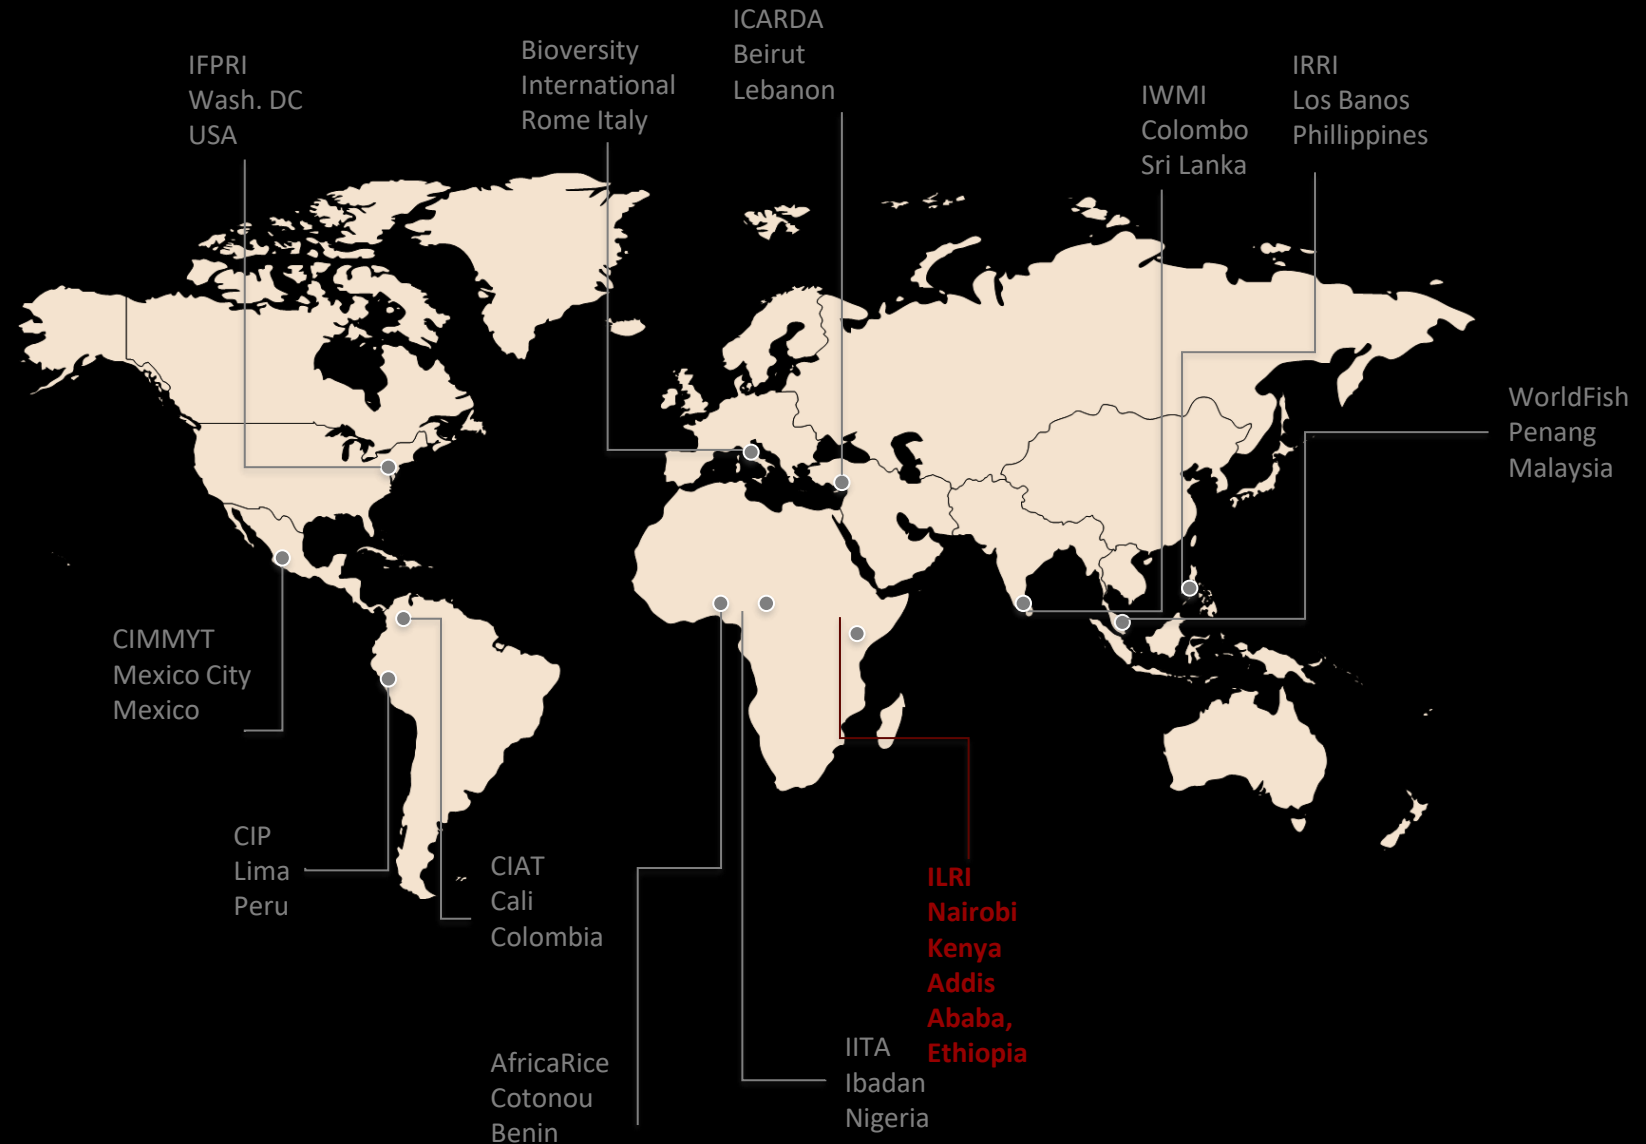 ICARDA
Beirut
Lebanon
Bioversity
International
Rome Italy
IFPRI
Wash. DC
USA
IWMI
Colombo
Sri Lanka
IRRI
Los Banos
Phillippines
WorldFish
Penang
Malaysia
CIMMYT
Mexico City
Mexico
CIP
Lima
Peru
CIAT
Cali
Colombia
ILRI
Nairobi
Kenya
Addis
Ababa,
Ethiopia
AfricaRice
Cotonou
Benin
IITA
Ibadan
Nigeria